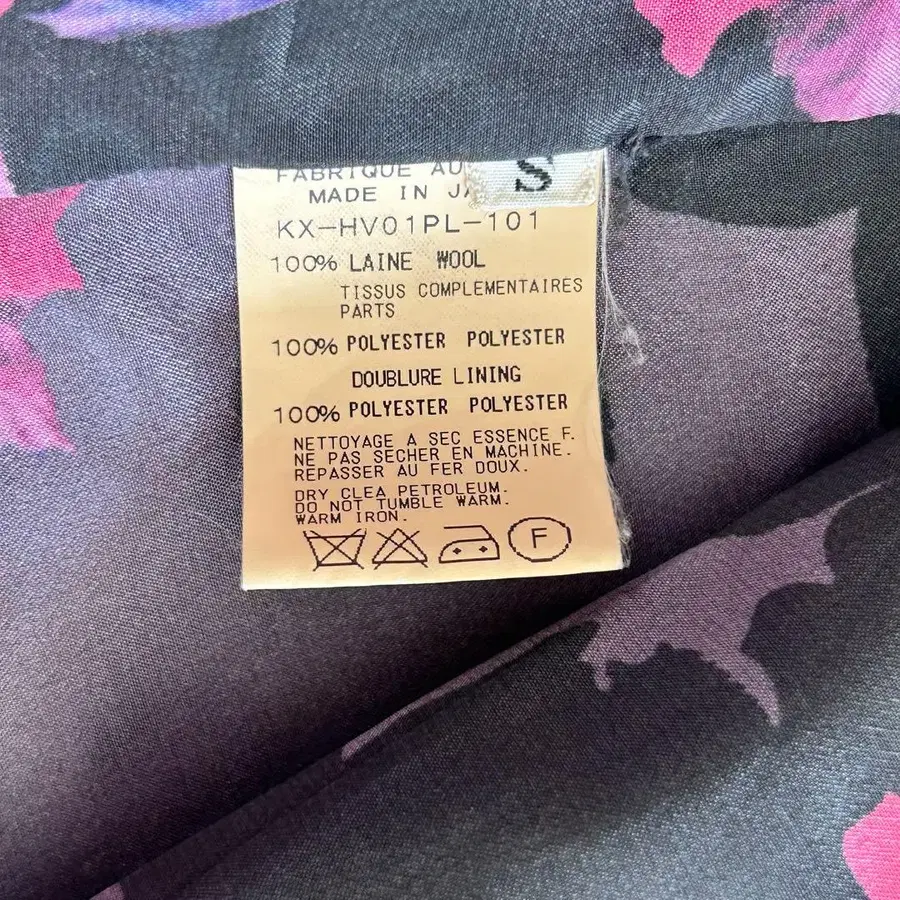 S
FABRIQUE AU
MADE IN
KX-HV01PL-101
100% LAINE WOOL
TISSUS COMPLEMENTAIRES
PARTS
100% POLYESTER POLYESTER
DOUBLURE LINING
100% POLYESTER POLYESTER
NETTOYAGE A SEC ESSENCE F.
NE PAS SECHER EN MACHINE.
REPASSER AU FER DOUX.
DRY CLEA PETROLEUM.
DO NOT TUMBLE WARM.
WARM IRON.
F